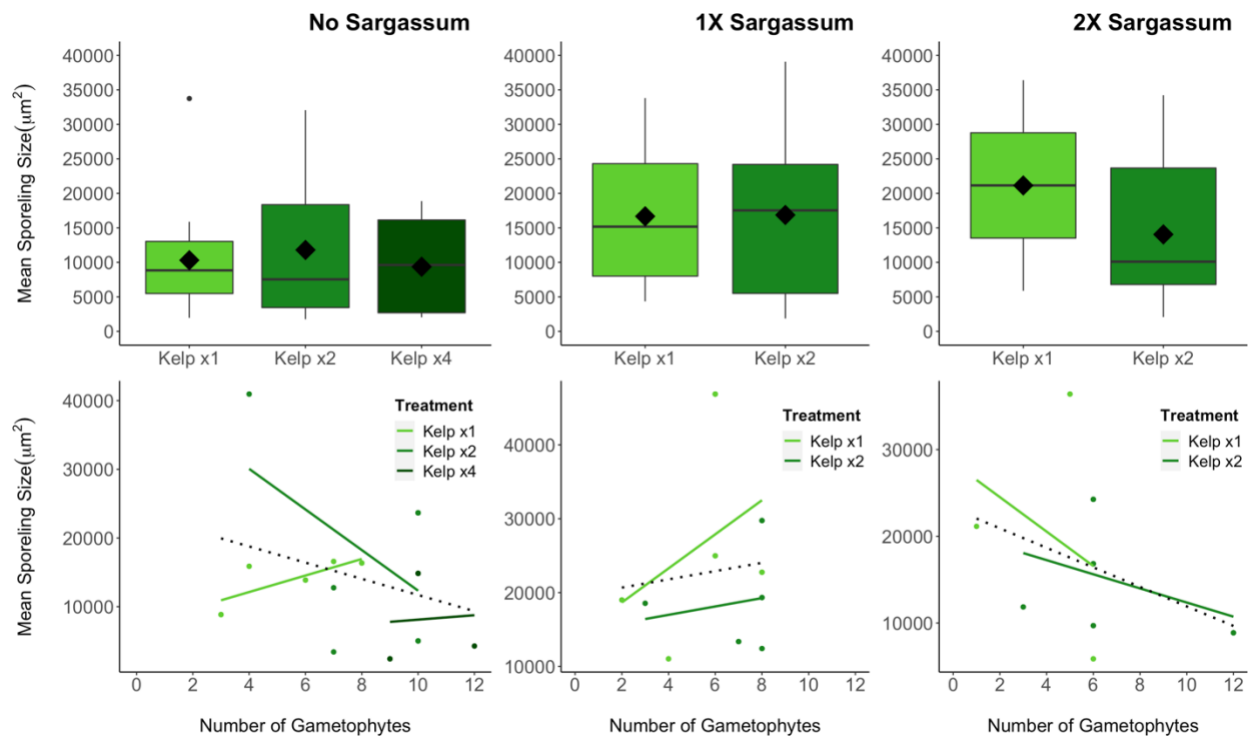 No Sargassum
1X Sargassum
2X Sargassum
Mean Sporeling Size(μm²)
40000
35000
30000
25000
20000
15000
10000
5000
0
Kelp x1 Kelp x2 Kelp x4
40000
35000
30000
25000
20000
15000
10000
5000
0
Kelp x1 Kelp x2
40000
35000
30000
25000
20000
15000
10000
5000
0
Kelp x1 Kelp x2
Mean Sporeling Size(μm²)
40000
30000
20000
10000
Treatment
Kelp x1
Kelp x2
Kelp x4
0 2 4 6 8 10 12
Number of Gametophytes
40000
30000
20000
10000
Treatment
Kelp x1
Kelp x2
0 2 4 6 8 10 12
Number of Gametophytes
30000
20000
10000
Treatment
Kelp x1
Kelp x2
0 2 4 6 8 10 12
Number of Gametophytes